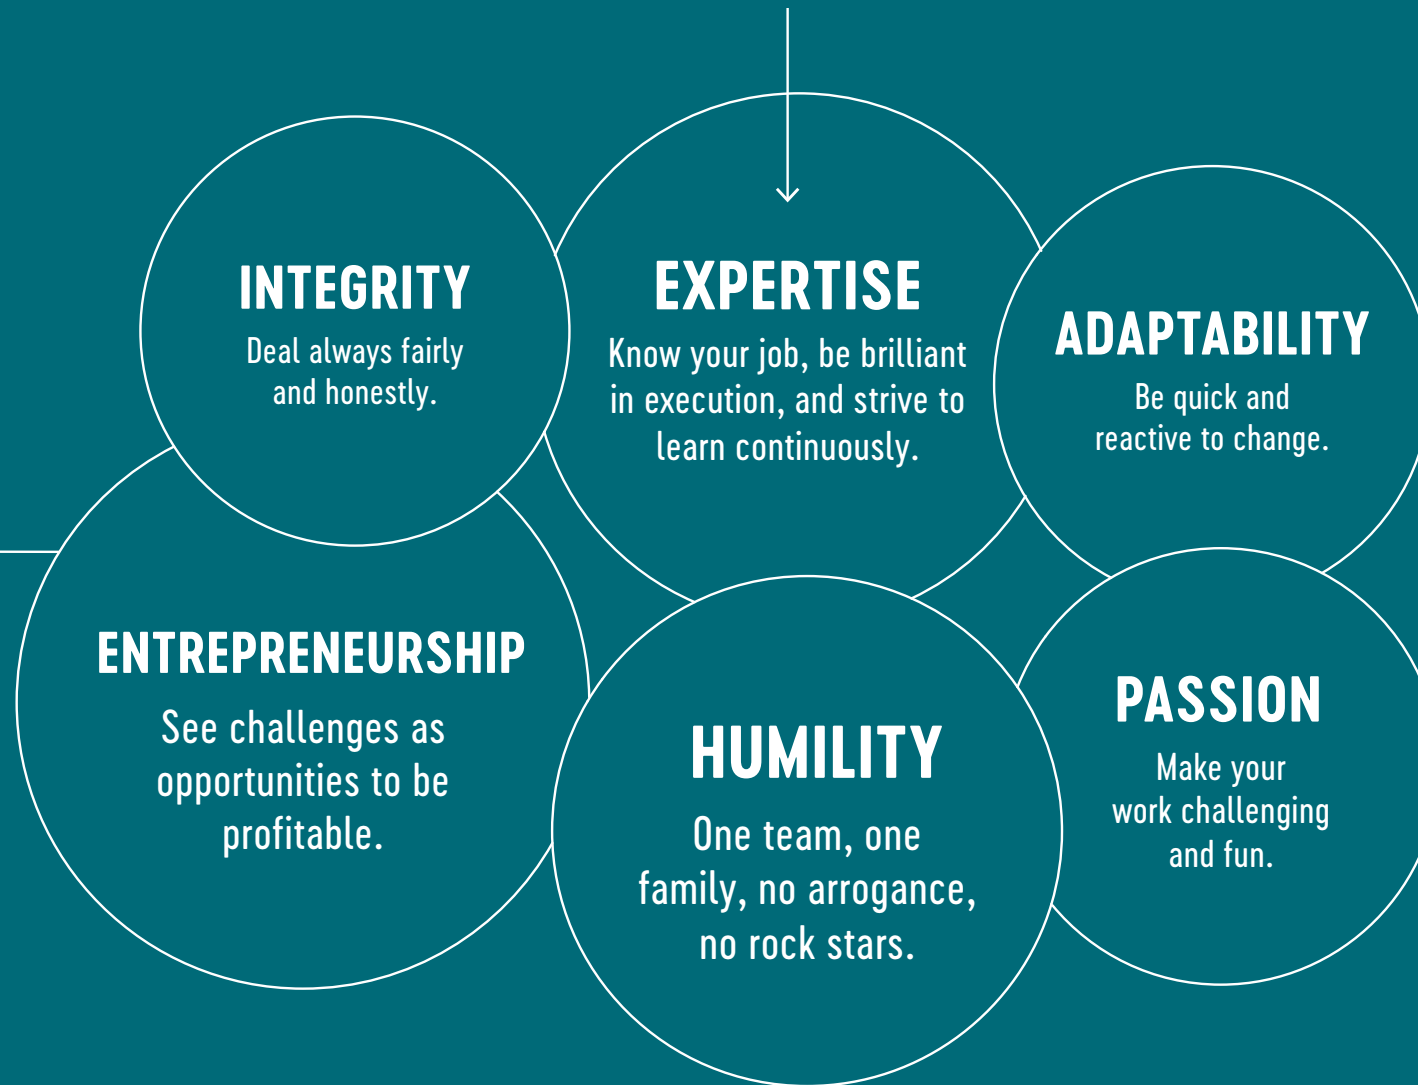 INTEGRITY
Deal always fairly
and honestly.
EXPERTISE
Know your job, be brilliant
in execution, and strive to
learn continuously.
ADAPTABILITY
Be quick and
reactive to change.
ENTREPRENEURSHIP
See challenges as
opportunities to be
profitable.
HUMILITY
One team, one
family, no arrogance,
no rock stars.
PASSION
Make your
work challenging
and fun.